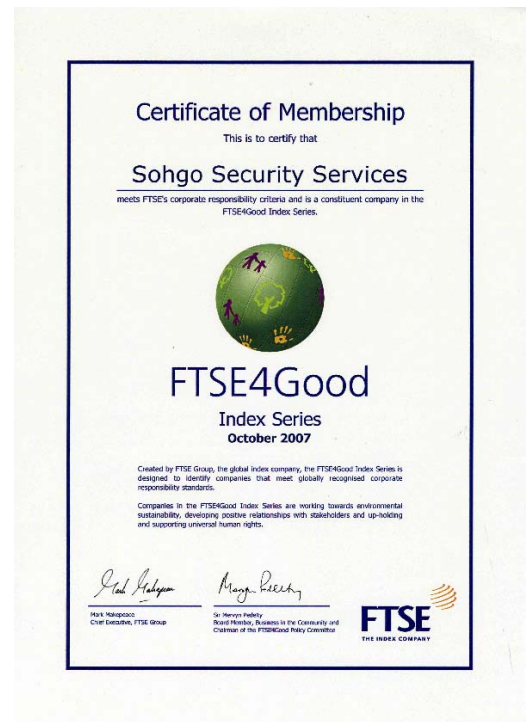 Certificate of Membership
This is to certify that
Sohgo Security Services
meets FTSE's corporate responsibility criteria and is a constituent company in the
FTSE4Good Index Series.
FTSE4Good
Index Series
October 2007
Created by FTSE Group, the global index company, the FTSE4Good Index Series is
designed to identify companies that meet globally recognised corporate
responsibility standards.
Companies in the FTSE4Good Index Series are working towards environmental
sustainability, developing positive relationships with stakeholders and up-holding
and supporting universal human rights.
Mark Makepeace
Chief Executive, FTSE Group
Sir Mervyn Pedelty
Board Member, Business in the Community and
Chairman of the FTSE4Good Policy Committee
FTSE
THE INDEX COMPANY